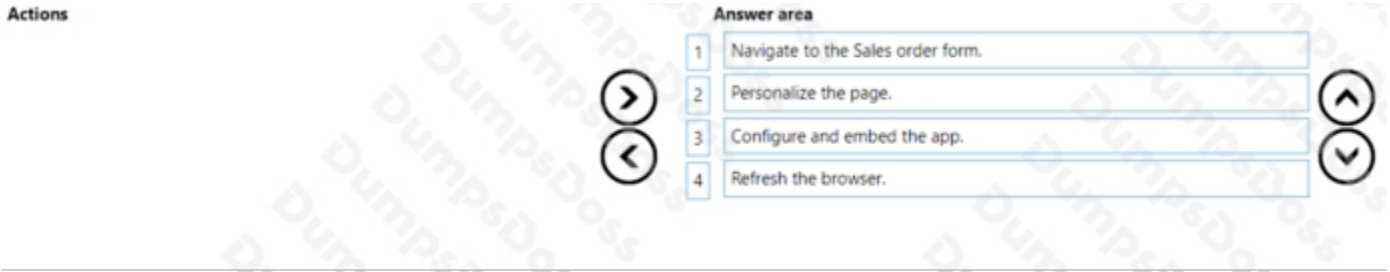 Actions
Answer area
1 Navigate to the Sales order form.
2 Personalize the page.
3 Configure and embed the app.
4 Refresh the browser.
DumpsDoss